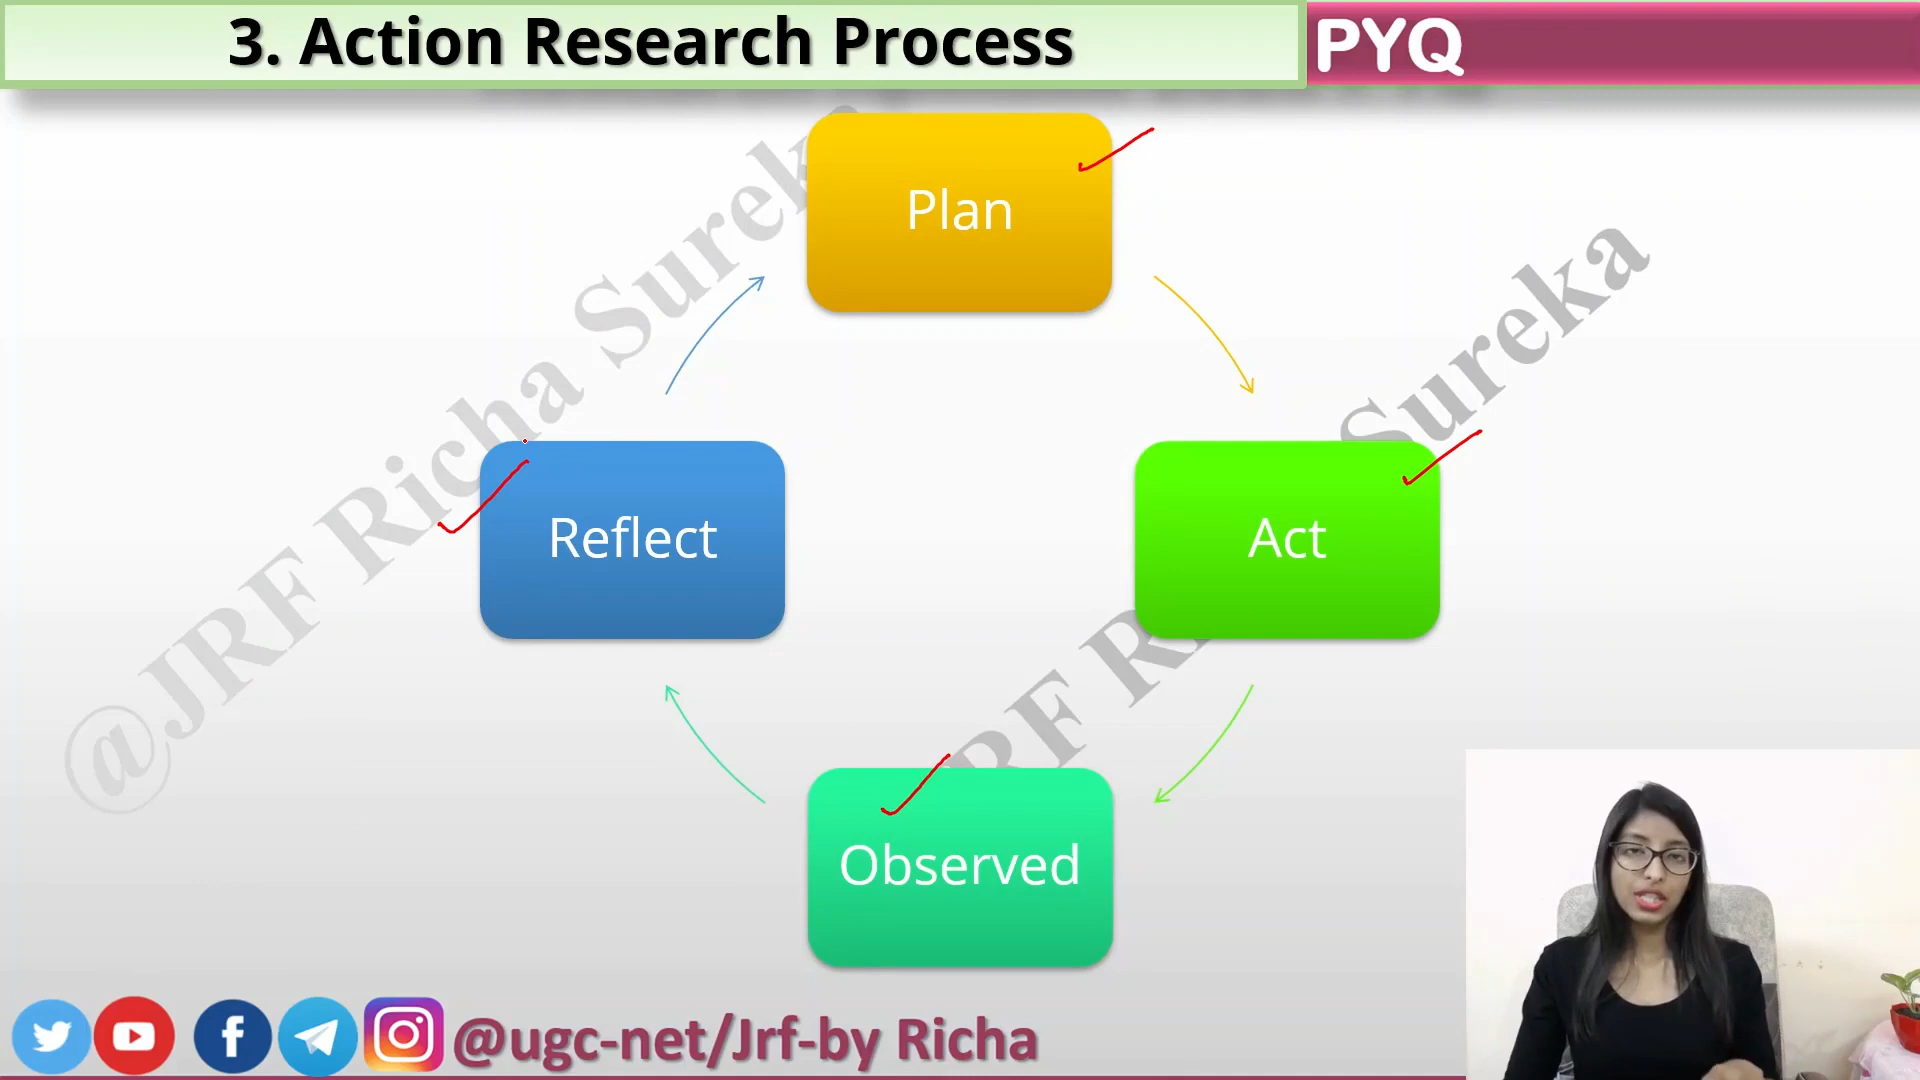 3. Action Research Process
PYQ
Plan
Reflect
Act
Observed
@JRF Richa Sureka
Sureka
@ugc-net/Jrf-by Richa